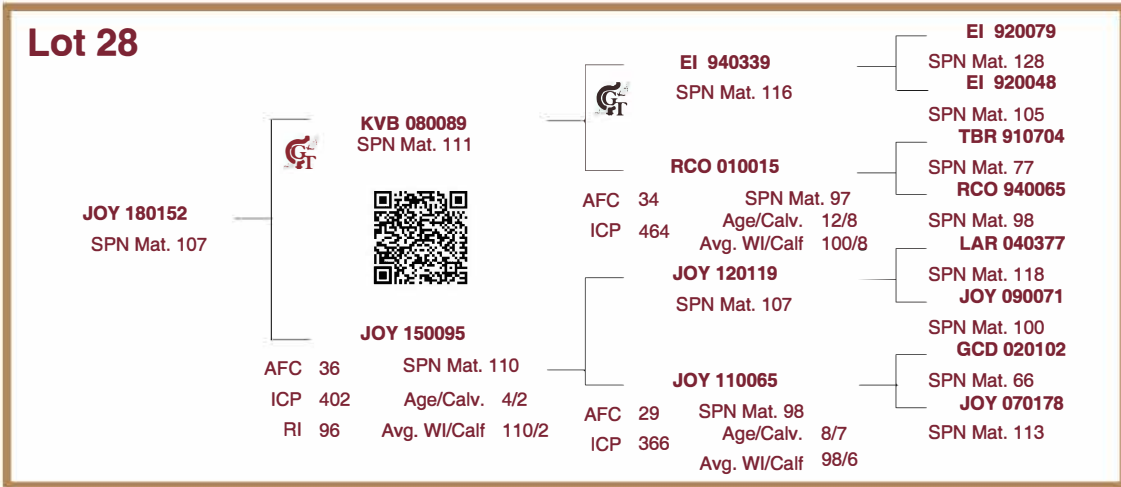 Lot 28
JOY 180152
SPN Mat. 107
GT
KVB 080089
SPN Mat. 111
JOY 150095
AFC 36 SPN Mat. 110
ICP 402 Age/Calv. 4/2
RI 96 Avg. WI/Calf 110/2
GT
EI 940339
SPN Mat. 116
RCO 010015
AFC 34 SPN Mat. 97
ICP 464 Age/Calv. 12/8
Avg. WI/Calf 100/8
JOY 120119
SPN Mat. 107
JOY 110065
AFC 29 SPN Mat. 98
ICP 366 Age/Calv. 8/7
Avg. WI/Calf 98/6
EI 920079
SPN Mat. 128
EI 920048
SPN Mat. 105
TBR 910704
SPN Mat. 77
RCO 940065
SPN Mat. 98
LAR 040377
SPN Mat. 118
JOY 090071
SPN Mat. 100
GCD 020102
SPN Mat. 66
JOY 070178
SPN Mat. 113